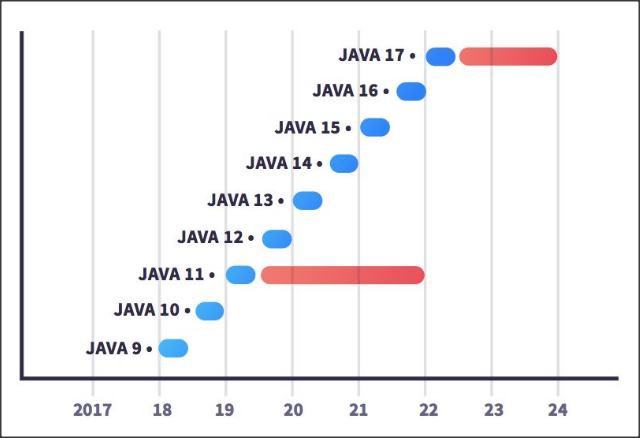 JAVA 17 •
JAVA 16 •
JAVA 15 •
JAVA 14 •
JAVA 13 •
JAVA 12 •
JAVA 11 •
JAVA 10 •
JAVA 9 •
2017 18 19 20 21 22 23 24